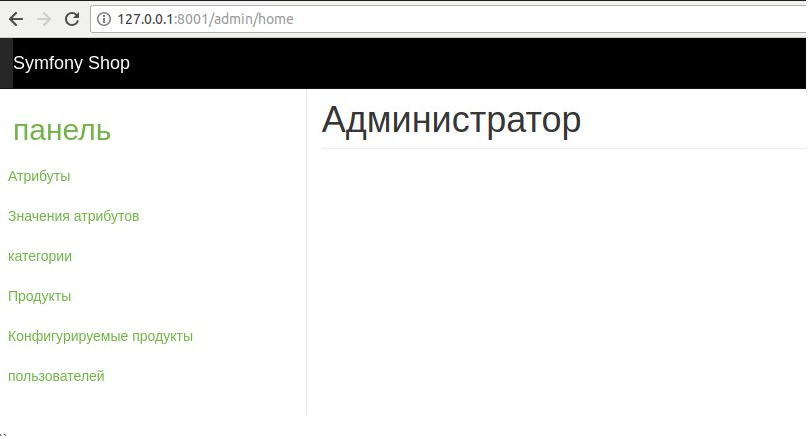 127.0.0.1:8001/admin/home
Symfony Shop
панель
Атрибуты
Значения атрибутов
категории
Продукты
Конфигурируемые продукты
пользователей
Администратор
``